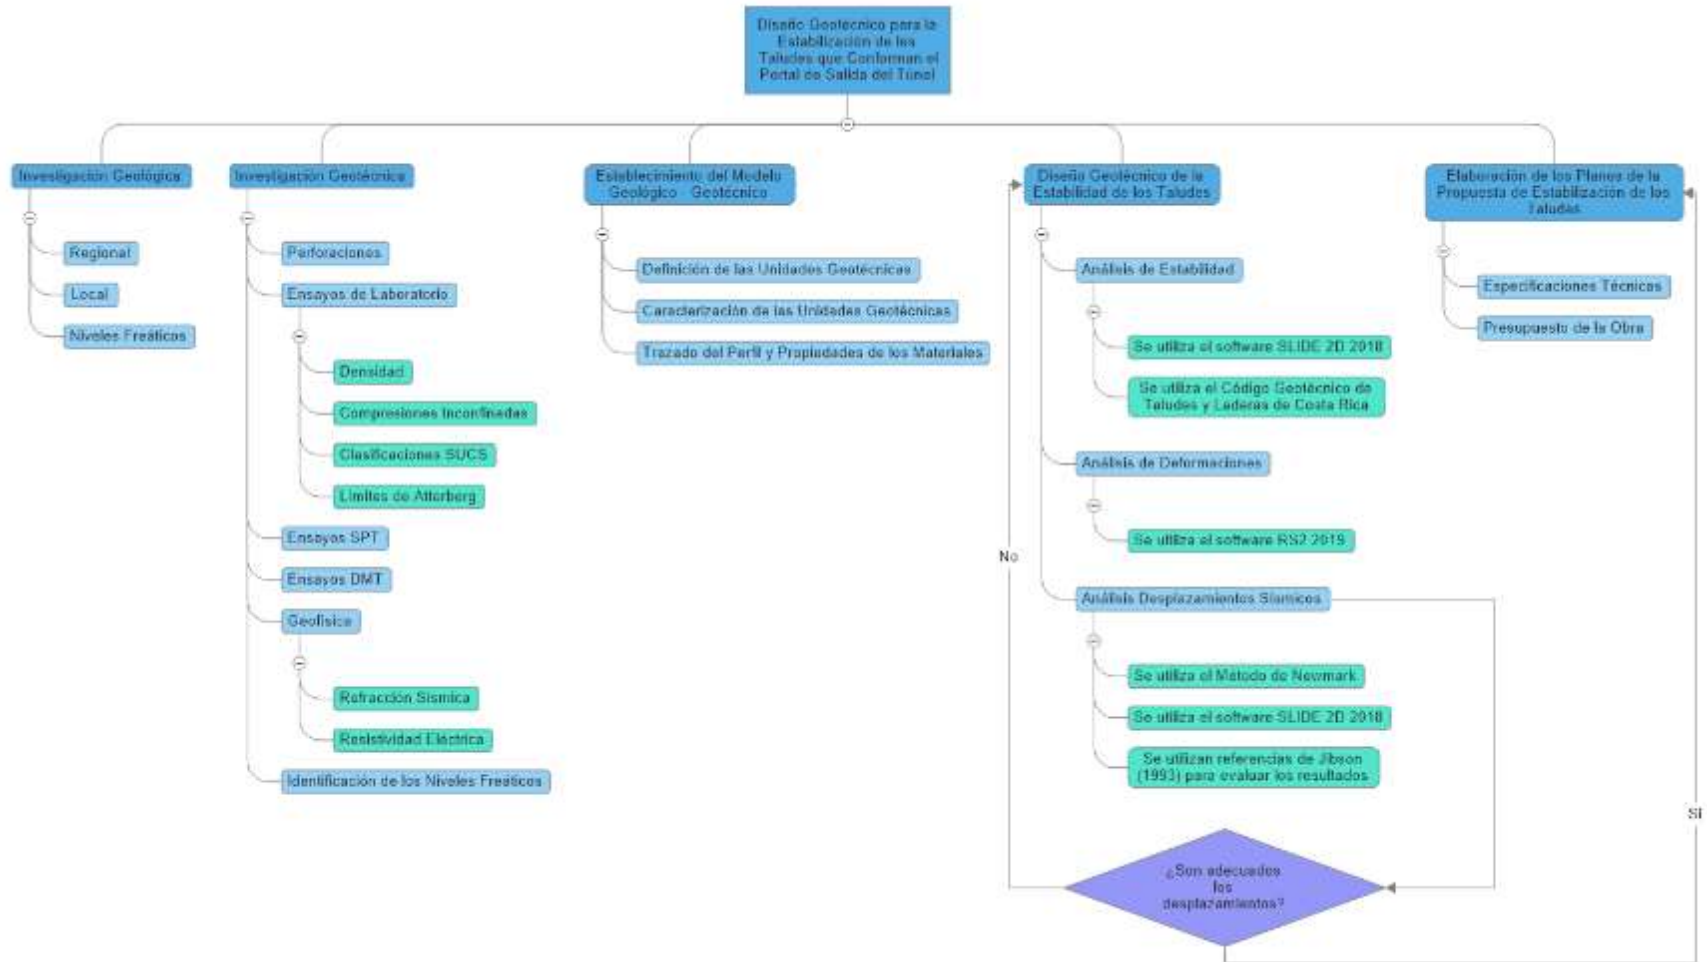 Diseño Geotécnico para la
Estabilización de los
Taludes que Conforman el
Portal de Salida del Túnel
Investigación Geológica
Regional
Local
Niveles Freáticos
Investigación Geotécnica
Perforaciones
Ensayos de Laboratorio
Densidad
Compresiones Inconfinadas
Clasificaciones SUCS
Límites de Atterberg
Ensayos SPT
Ensayos DMT
Geofísica
Refracción Sísmica
Resistividad Eléctrica
Identificación de los Niveles Freáticos
Establecimiento del Modelo
Geológico - Geotécnico
Definición de las Unidades Geotécnicas
Caracterización de las Unidades Geotécnicas
Trazado del Perfil y Propiedades de los Materiales
Diseño Geotécnico de la
Estabilidad de los Taludes
Análisis de Estabilidad
Se utiliza el software SLIDE 2D 2018
Se utiliza el Código Geotécnico de
Taludes y Laderas de Costa Rica
Análisis de Deformaciones
Se utiliza el software RS2 2019
Análisis Desplazamientos Sísmicos
Se utiliza el Método de Newmark
Se utiliza el software SLIDE 2D 2018
Se utilizan referencias de Jibson
(1993) para evaluar los resultados
No
¿Son adecuados
los
desplazamientos?
Sí
Elaboración de los Planos de la
Propuesta de Estabilización de los
Taludes
Especificaciones Técnicas
Presupuesto de la Obra